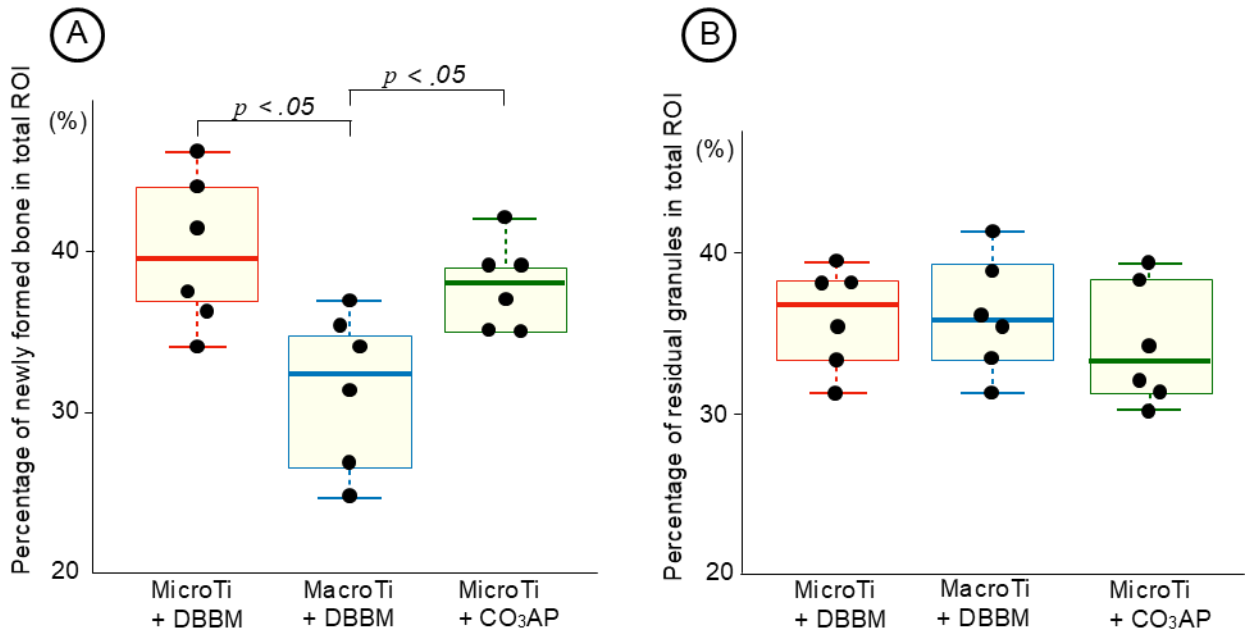 A
Percentage of newly formed bone in total ROI
(%)
p < .05
p < .05
40
30
20
MicroTi
+ DBBM
MacroTi
+ DBBM
MicroTi
+ CO₃AP
B
Percentage of residual granules in total ROI
(%)
40
30
20
MicroTi
+ DBBM
MacroTi
+ DBBM
MicroTi
+ CO₃AP